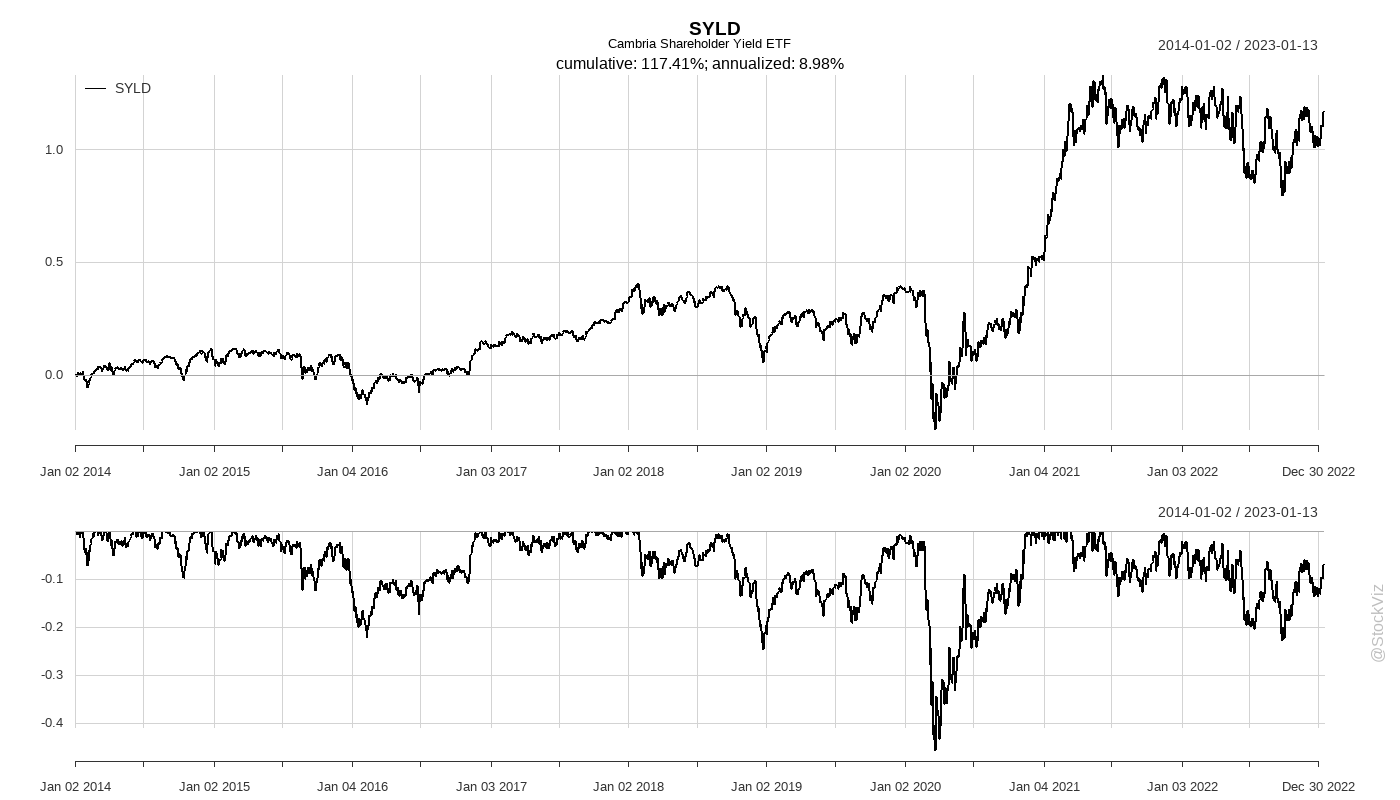 SYLD
Cambria Shareholder Yield ETF
cumulative: 117.41%; annualized: 8.98%
2014-01-02 / 2023-01-13
SYLD
1.0
0.5
0.0
Jan 02 2014 Jan 02 2015 Jan 04 2016 Jan 03 2017 Jan 02 2018 Jan 02 2019 Jan 02 2020 Jan 04 2021 Jan 03 2022 Dec 30 2022
2014-01-02 / 2023-01-13
-0.1
-0.2
-0.3
-0.4
Jan 02 2014 Jan 02 2015 Jan 04 2016 Jan 03 2017 Jan 02 2018 Jan 02 2019 Jan 02 2020 Jan 04 2021 Jan 03 2022 Dec 30 2022
@StockViz